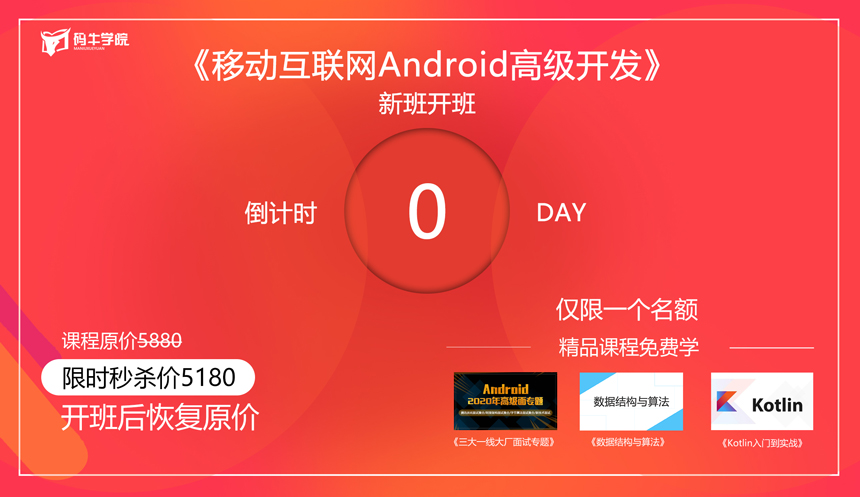 码牛学院
MANIUXUEYUAN
《移动互联网Android高级开发》
新班开班
倒计时
0
DAY
仅限一个名额
精品课程免费学
课程原价5880
限时秒杀价5180
开班后恢复原价
Android
2020年高级面专题
数据结构与算法
Kotlin
《三大一线大厂面试专题》
《数据结构与算法》
《Kotlin入门到实战》